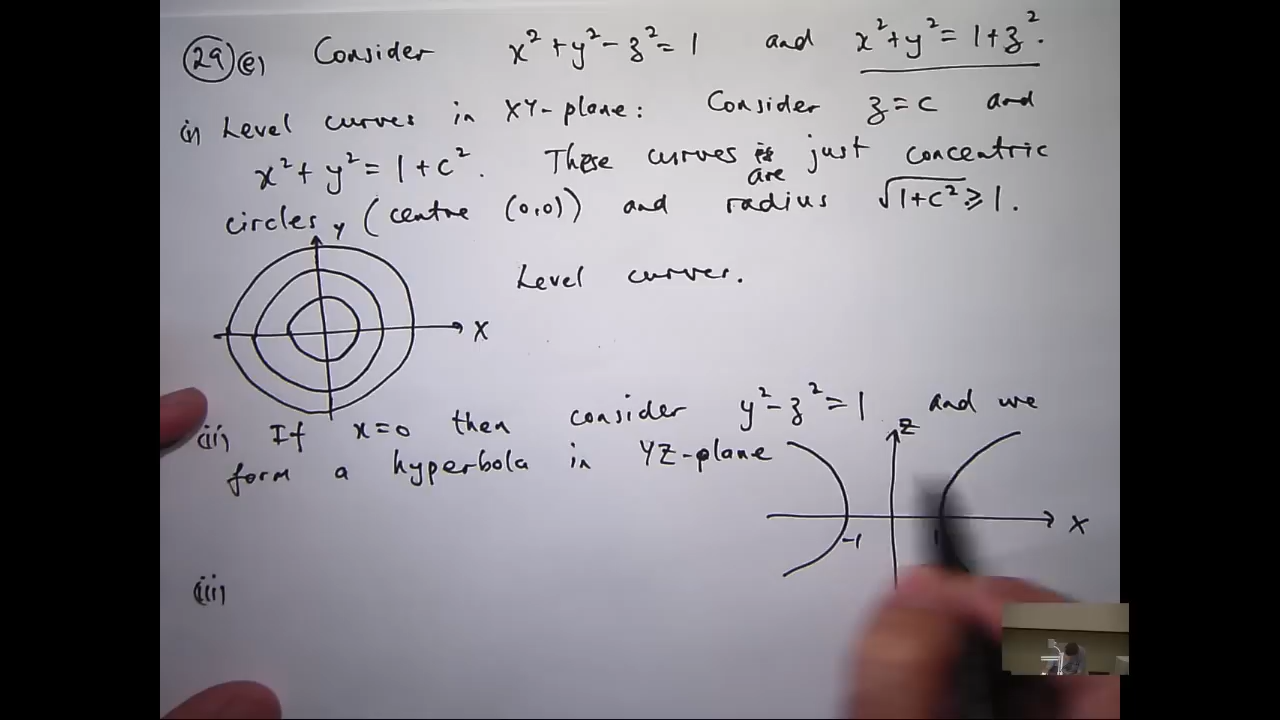 29 (e) Consider x² + y² - z² = 1 and x² + y² = 1 + z².
(i) Level curves in XY-plane: Consider z = c and
x² + y² = 1 + c². These curves is are just concentric
circles (centre (0,0)) and radius √(1+c²) ≥ 1.
Y
Level curves.
X
(ii) If x=0 then consider y² - z² = 1 and we
form a hyperbola in YZ-plane
Z
X
-1
1
(iii)